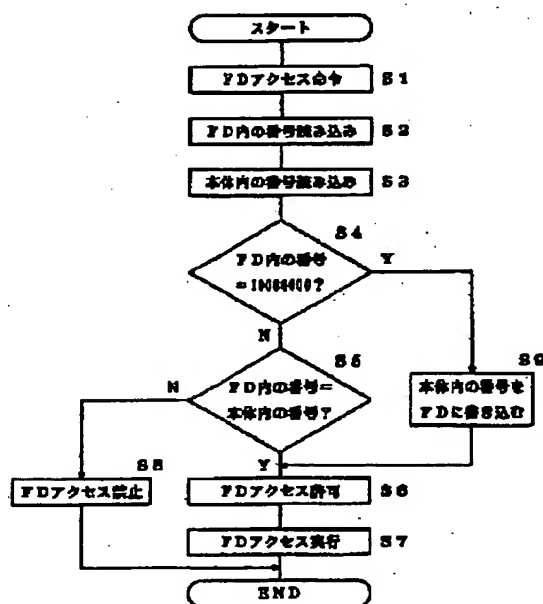 スタート
FDアクセス命令 S1
FD内の番号読み込み S2
本体内の番号読み込み S3
S4
FD内の番号
Y
N
S5
FD内の番号=
本体内の番号?
N
Y
S9
本体内の番号を
FDに書き込む
S8
FDアクセス禁止
FDアクセス許可 S6
FDアクセス実行 S7
END